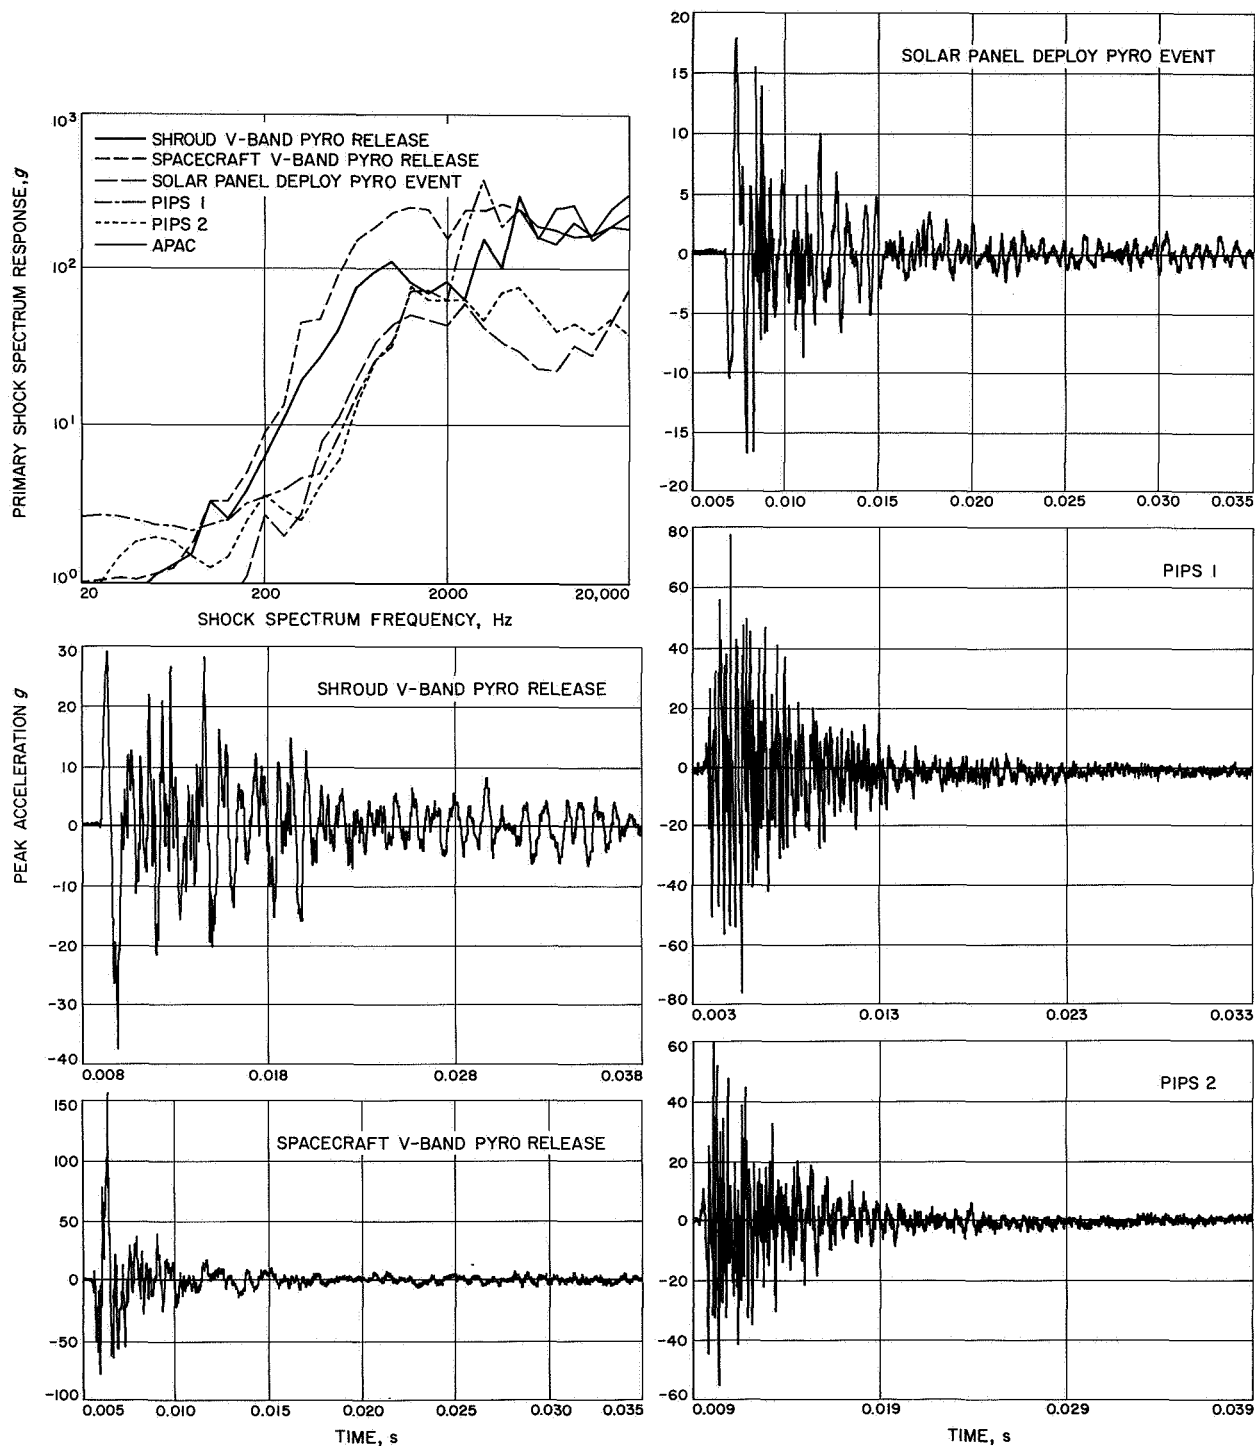 PRIMARY SHOCK SPECTRUM RESPONSE, g
10³
10²
10¹
10⁰
SHROUD V-BAND PYRO RELEASE
SPACECRAFT V-BAND PYRO RELEASE
SOLAR PANEL DEPLOY PYRO EVENT
PIPS 1
PIPS 2
APAC
20 200 2000 20,000
SHOCK SPECTRUM FREQUENCY, Hz
PEAK ACCELERATION g
SHROUD V-BAND PYRO RELEASE
30
20
10
0
-10
-20
-30
-40
0.008 0.018 0.028 0.038
SPACECRAFT V-BAND PYRO RELEASE
150
100
50
0
-50
-100
0.005 0.010 0.015 0.020 0.025 0.030 0.035
TIME, s
SOLAR PANEL DEPLOY PYRO EVENT
20
15
10
5
0
-5
-10
-15
-20
0.005 0.010 0.015 0.020 0.025 0.030 0.035
PIPS 1
80
60
40
20
0
-20
-40
-60
-80
0.003 0.013 0.023 0.033
PIPS 2
60
40
20
0
-20
-40
-60
0.009 0.019 0.029 0.039
TIME, s